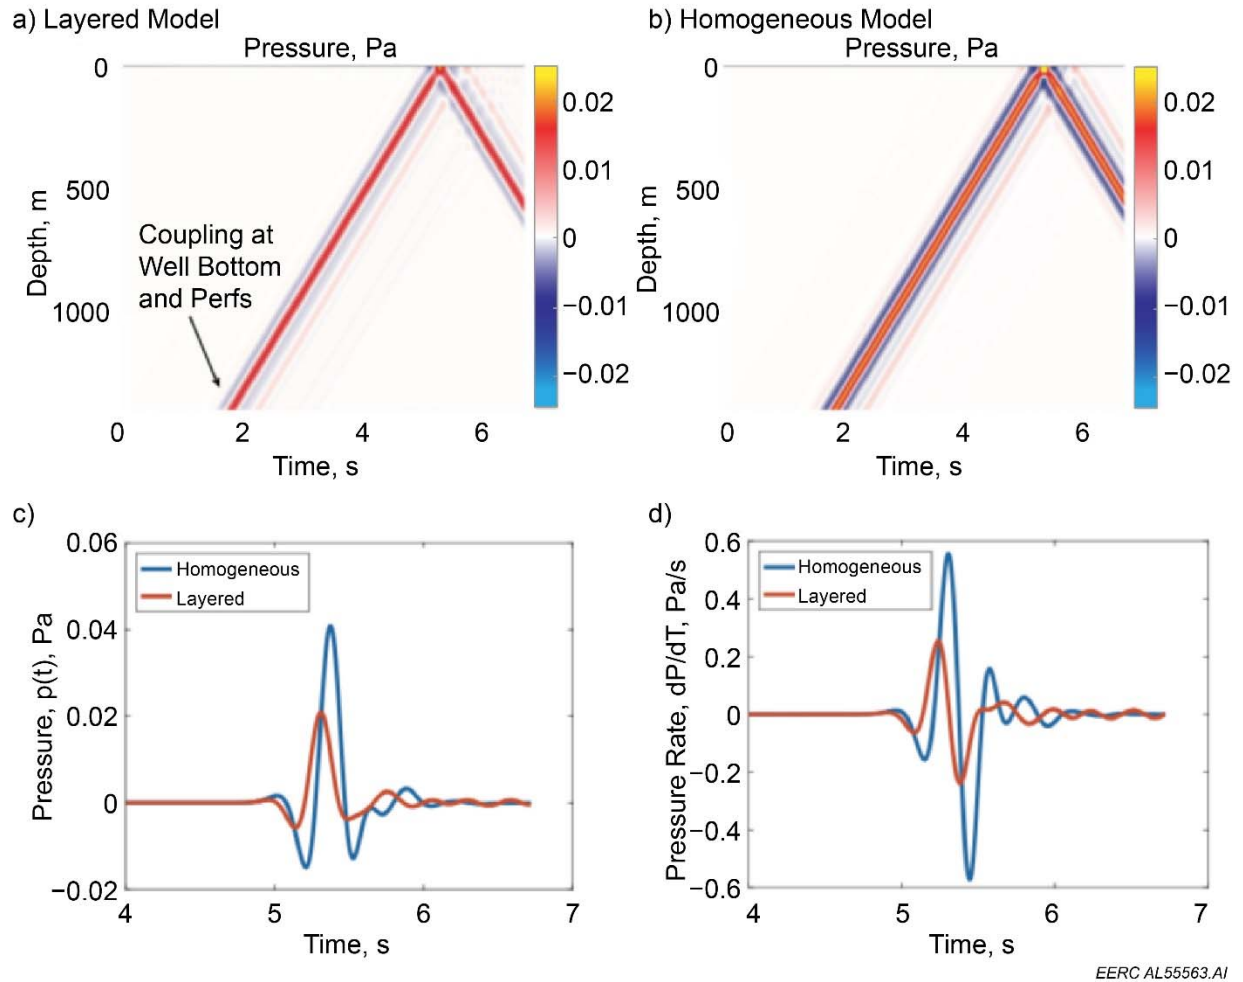 a) Layered Model
Pressure, Pa
0
500
1000
Depth, m
Coupling at
Well Bottom
and Perfs
0 2 4 6
Time, s
0.02
0.01
0
−0.01
−0.02
b) Homogeneous Model
Pressure, Pa
0
500
1000
Depth, m
0 2 4 6
Time, s
0.02
0.01
0
−0.01
−0.02
c)
0.06
0.04
0.02
0
−0.02
Pressure, p(t), Pa
Homogeneous
Layered
4 5 6 7
Time, s
d)
0.6
0.4
0.2
0
−0.2
−0.4
−0.6
Pressure Rate, dP/dT, Pa/s
Homogeneous
Layered
4 5 6 7
Time, s
EERC AL55563.AI